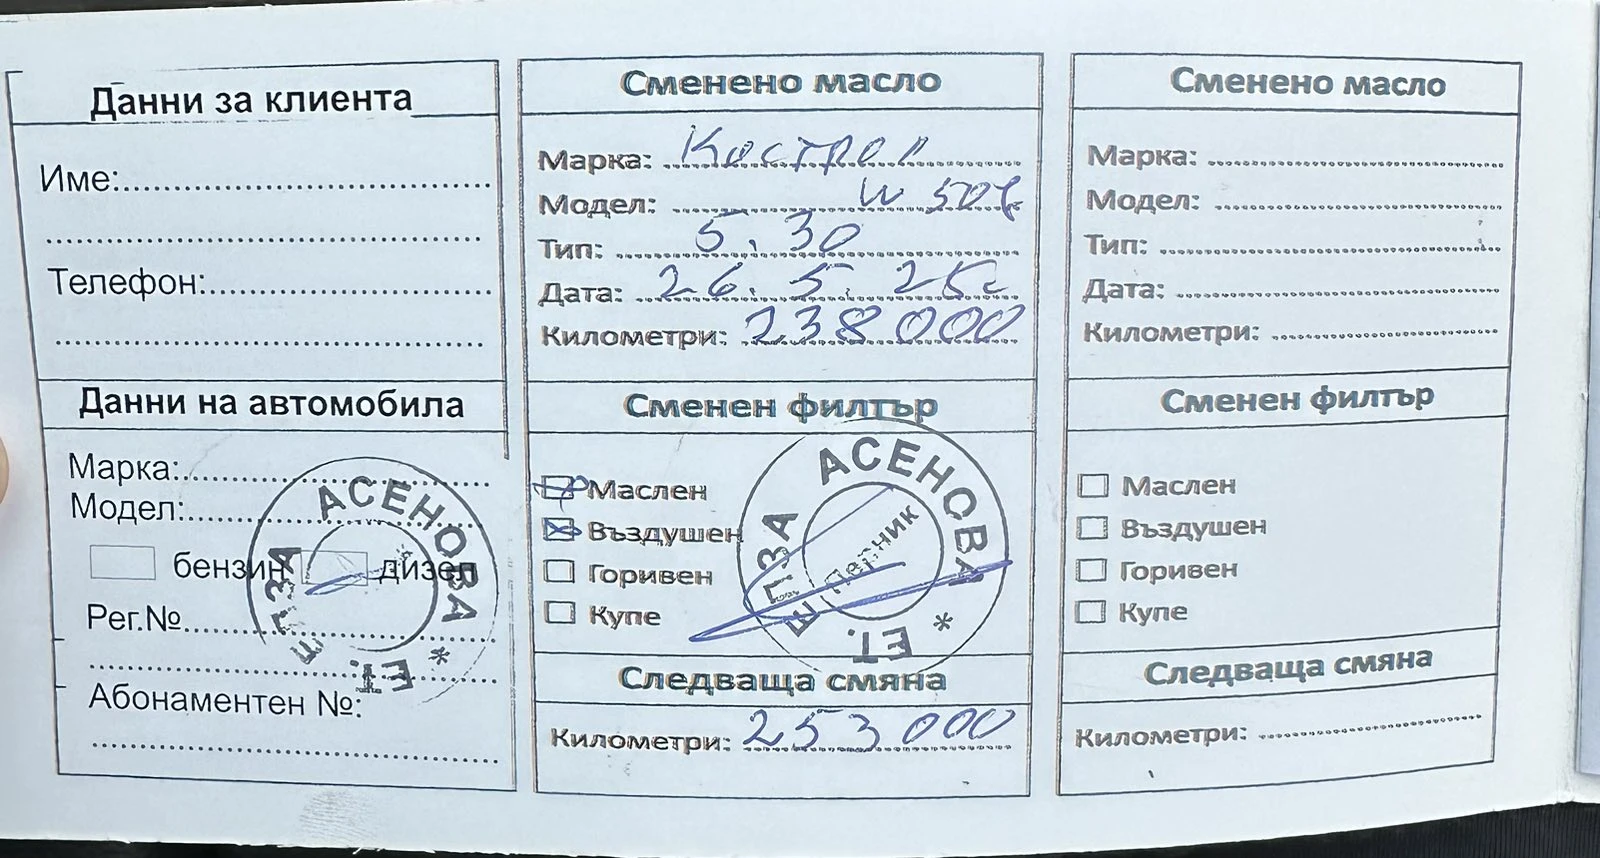 Данни за клиента
Име:
Телефон:
Данни на автомобила
Марка:
Модел:
бензин дизел
Рег.№
Абонаментен №:
ЕТ. ЕЛЗА АСЕНОВА *
Сменено масло
Марка: Кострол
Модел: W 504
Тип: 5.30
Дата: 26.5.25г
Километри: 238000
Сменен филтър
Маслен
Въздушен
Горивен
Купе
ЕТ. ЕЛЗА АСЕНОВА *
Перник
Следваща смяна
Километри: 253000
Сменено масло
Марка:
Модел:
Тип:
Дата:
Километри:
Сменен филтър
Маслен
Въздушен
Горивен
Купе
Следваща смяна
Километри: